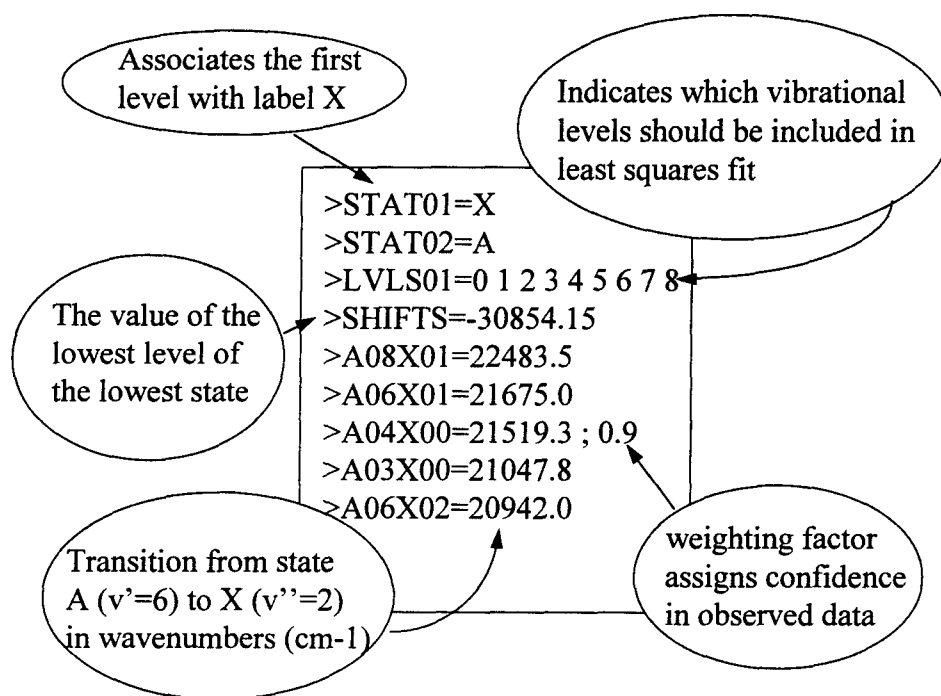 Associates the first
level with label X
Indicates which vibrational
levels should be included in
least squares fit
>STAT01=X
>STAT02=A
>LVLS01=0 1 2 3 4 5 6 7 8
>SHIFTS=-30854.15
>A08X01=22483.5
>A06X01=21675.0
>A04X00=21519.3 ; 0.9
>A03X00=21047.8
>A06X02=20942.0
The value of the
lowest level of
the lowest state
Transition from state
A (v'=6) to X (v''=2)
in wavenumbers (cm-1)
weighting factor
assigns confidence
in observed data